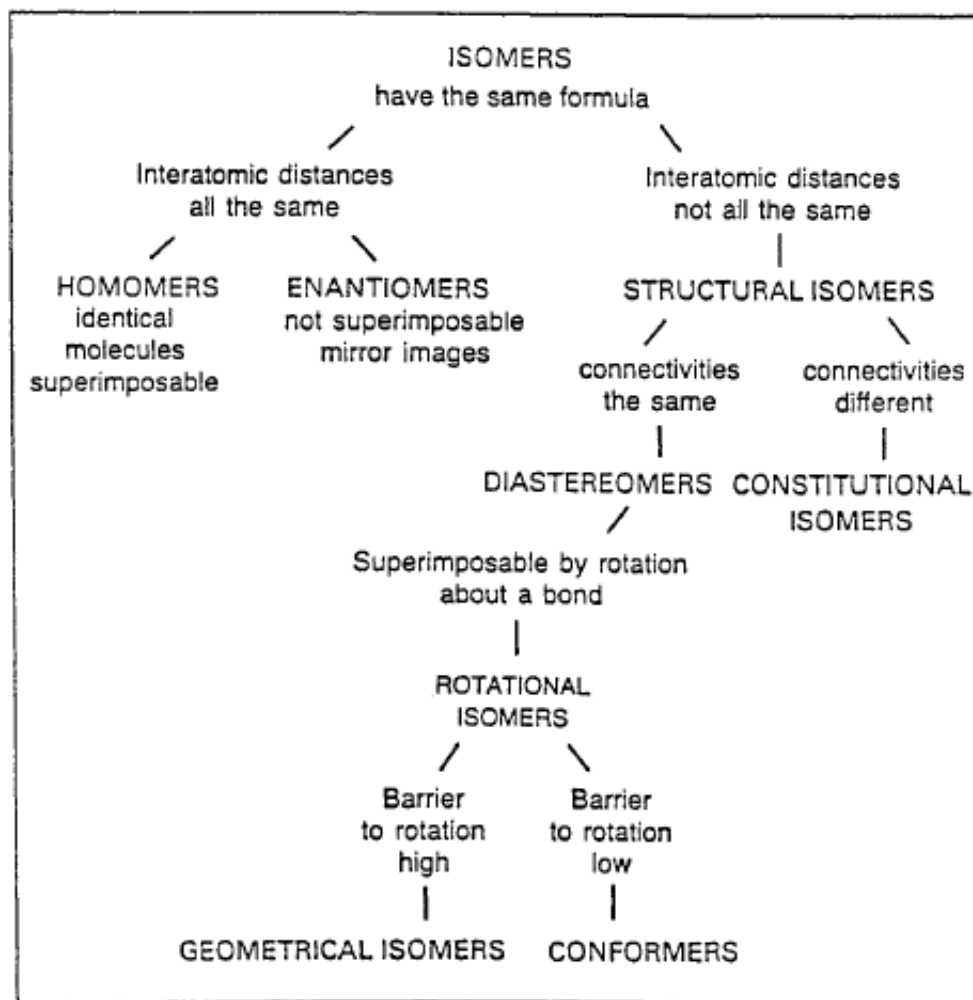 ISOMERS
have the same formula
Interatomic distances
all the same
Interatomic distances
not all the same
HOMOMERS
identical
molecules
superimposable
ENANTIOMERS
not superimposable
mirror images
STRUCTURAL ISOMERS
connectivities
the same
connectivities
different
DIASTEREOMERS
CONSTITUTIONAL
ISOMERS
Superimposable by rotation
about a bond
ROTATIONAL
ISOMERS
Barrier
to rotation
high
Barrier
to rotation
low
GEOMETRICAL ISOMERS
CONFORMERS